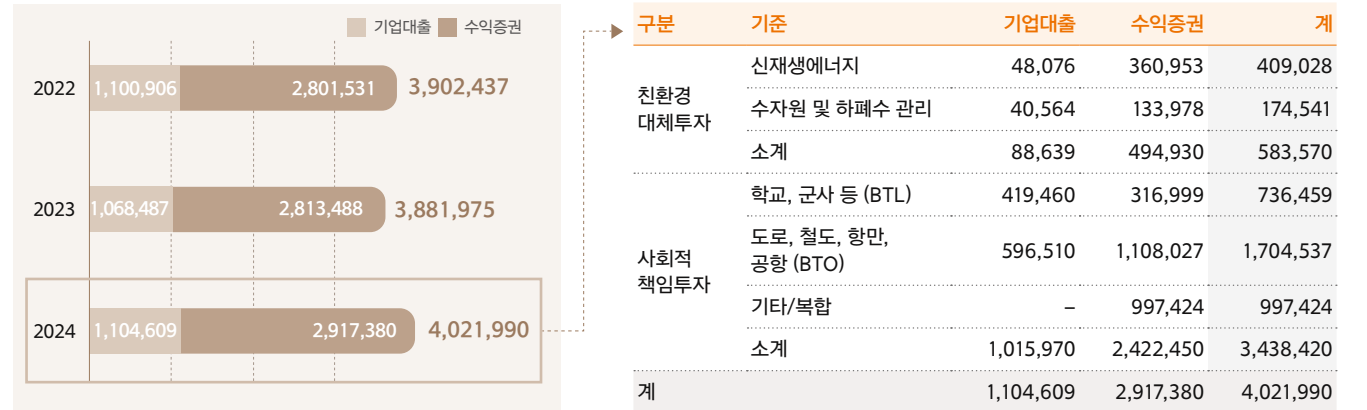 기업대출 수익증권
2022 1,100,906 2,801,531 3,902,437
2023 1,068,487 2,813,488 3,881,975
2024 1,104,609 2,917,380 4,021,990
구분 기준 기업대출 수익증권 계
친환경
대체투자
신재생에너지 48,076 360,953 409,028
수자원 및 하폐수 관리 40,564 133,978 174,541
소계 88,639 494,930 583,570
사회적
책임투자
학교, 군사 등 (BTL) 419,460 316,999 736,459
도로, 철도, 항만,
공항 (BTO) 596,510 1,108,027 1,704,537
기타/복합 – 997,424 997,424
소계 1,015,970 2,422,450 3,438,420
계 1,104,609 2,917,380 4,021,990